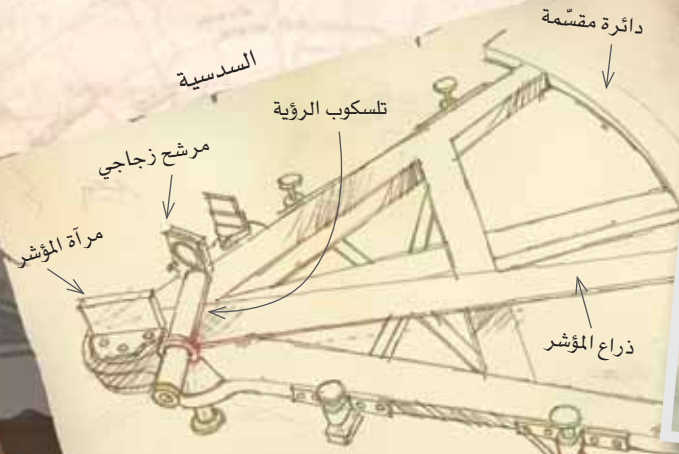 دائرة مقسّمة
السدسية
تلسكوب الرؤية
مرشح زجاجي
مرآة المؤشر
ذراع المؤشر